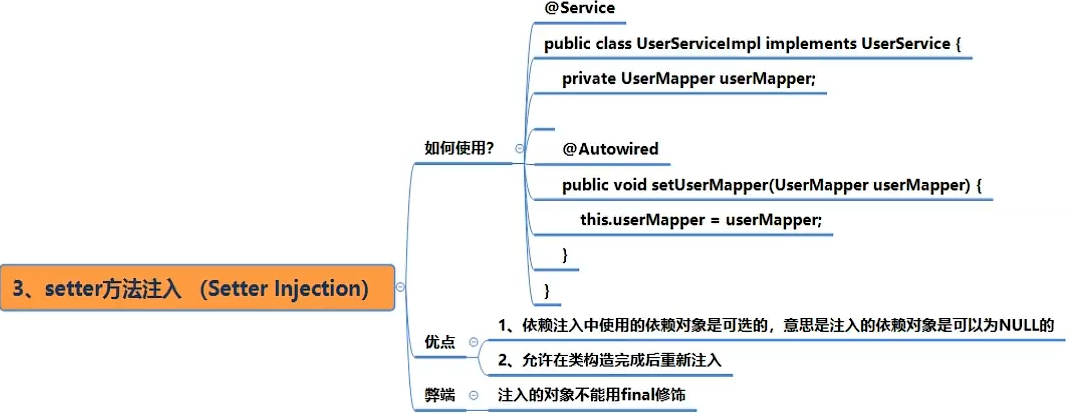 3、setter方法注入 （Setter Injection）
如何使用？
@Service
public class UserServiceImpl implements UserService {
private UserMapper userMapper;
@Autowired
public void setUserMapper(UserMapper userMapper) {
this.userMapper = userMapper;
}
}
优点
1、依赖注入中使用的依赖对象是可选的，意思是注入的依赖对象是可以为NULL的
2、允许在类构造完成后重新注入
弊端
注入的对象不能用final修饰